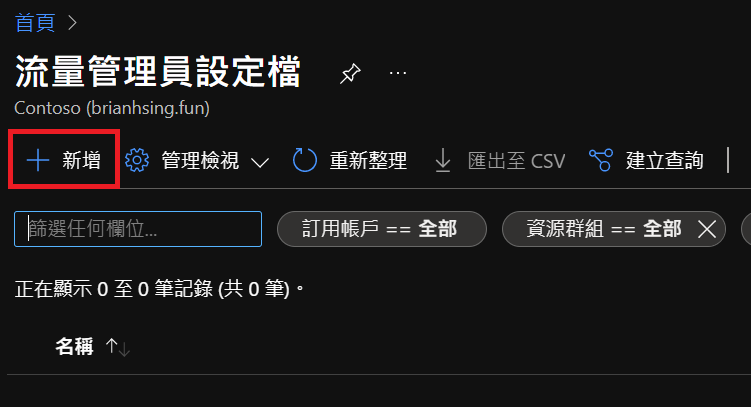 首頁 >
流量管理員設定檔 ...
Contoso (brianhsing.fun)
+ 新增 管理檢視 重新整理 匯出至 CSV 建立查詢
篩選任何欄位... 訂用帳戶 == 全部 資源群組 == 全部 ×
正在顯示 0 至 0 筆記錄 (共 0 筆)。
名稱 ↑↓